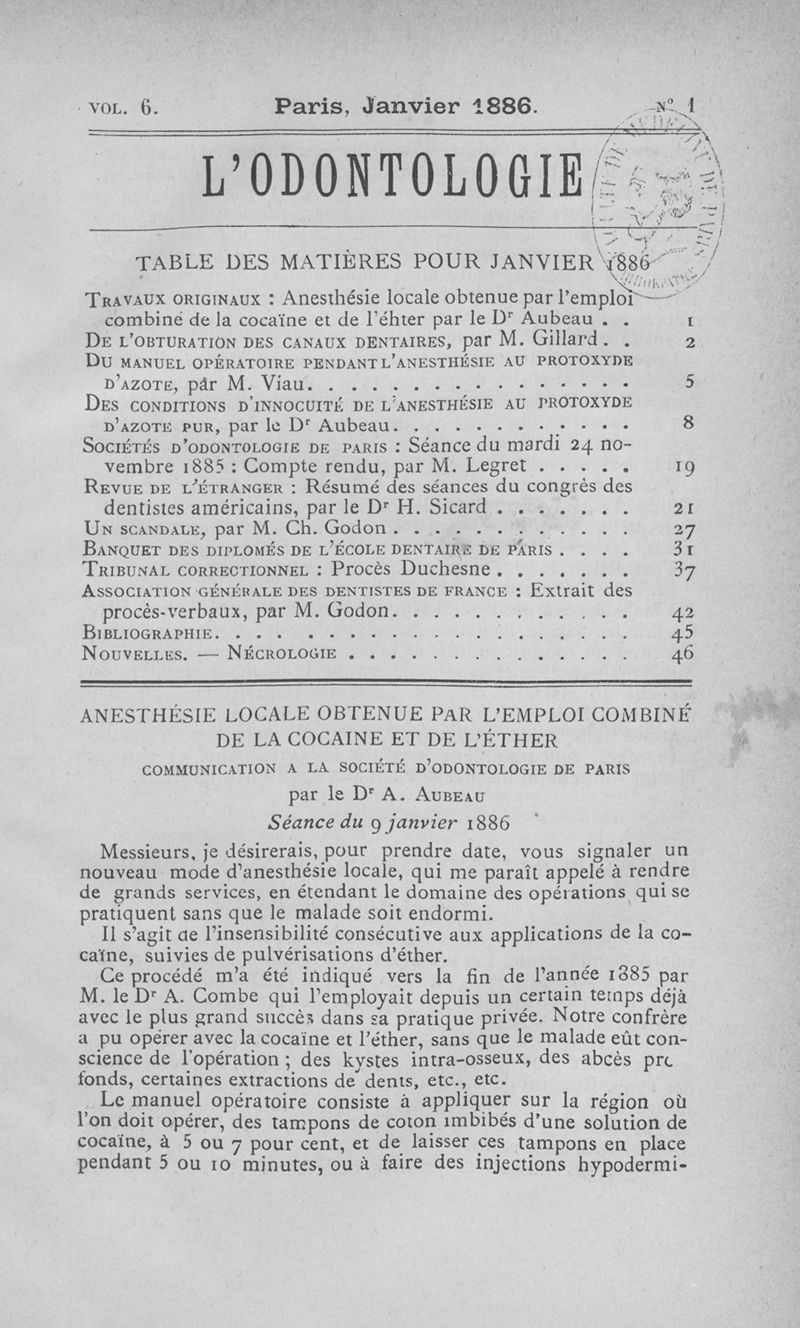 VOL. 6. Paris, Janvier 1886. N° 1
L'ODONTOLOGIE
TABLE DES MATIÈRES POUR JANVIER 1886
TRAVAUX ORIGINAUX : Anesthésie locale obtenue par l'emploi
combiné de la cocaïne et de l'éhter par le Dr Aubeau . . 1
DE L'OBTURATION DES CANAUX DENTAIRES, par M. Gillard. . 2
DU MANUEL OPÉRATOIRE PENDANT L'ANESTHÉSIE AU PROTOXYDE
D'AZOTE, par M. Viau. . . . . . . . . . . . . . . . 5
DES CONDITIONS D'INNOCUITÉ DE L'ANESTHÉSIE AU PROTOXYDE
D'AZOTE PUR, par le Dr Aubeau. . . . . . . . . . . . 8
SOCIÉTÉS D'ODONTOLOGIE DE PARIS : Séance du mardi 24 no-
vembre 1885 : Compte rendu, par M. Legret . . . . . 19
REVUE DE L'ÉTRANGER : Résumé des séances du congrès des
dentistes américains, par le Dr H. Sicard . . . . . . . 21
UN SCANDALE, par M. Ch. Godon . . . . . . . . . . . . 27
BANQUET DES DIPLOMÉS DE L'ÉCOLE DENTAIRE DE PARIS . . . . 31
TRIBUNAL CORRECTIONNEL : Procès Duchesne . . . . . . . 37
ASSOCIATION GÉNÉRALE DES DENTISTES DE FRANCE : Extrait des
procès-verbaux, par M. Godon. . . . . . . . . . . . 42
BIBLIOGRAPHIE. . . . . . . . . . . . . . . . . . . . 45
NOUVELLES. — NÉCROLOGIE . . . . . . . . . . . . . . 46
ANESTHÉSIE LOCALE OBTENUE PAR L'EMPLOI COMBINÉ
DE LA COCAINE ET DE L'ÉTHER
COMMUNICATION A LA SOCIÉTÉ D'ODONTOLOGIE DE PARIS
par le Dr A. AUBEAU
Séance du 9 janvier 1886
Messieurs, je désirerais, pour prendre date, vous signaler un
nouveau mode d'anesthésie locale, qui me paraît appelé à rendre
de grands services, en étendant le domaine des opérations qui se
pratiquent sans que le malade soit endormi.
Il s'agit de l'insensibilité consécutive aux applications de la co-
caïne, suivies de pulvérisations d'éther.
Ce procédé m'a été indiqué vers la fin de l'année 1885 par
M. le Dr A. Combe qui l'employait depuis un certain temps déjà
avec le plus grand succès dans sa pratique privée. Notre confrère
a pu opérer avec la cocaïne et l'éther, sans que le malade eût con-
science de l'opération ; des kystes intra-osseux, des abcès pro
fonds, certaines extractions de dents, etc., etc.
Le manuel opératoire consiste à appliquer sur la région où
l'on doit opérer, des tampons de coton imbibés d'une solution de
cocaïne, à 5 ou 7 pour cent, et de laisser ces tampons en place
pendant 5 ou 10 minutes, ou à faire des injections hypodermi-